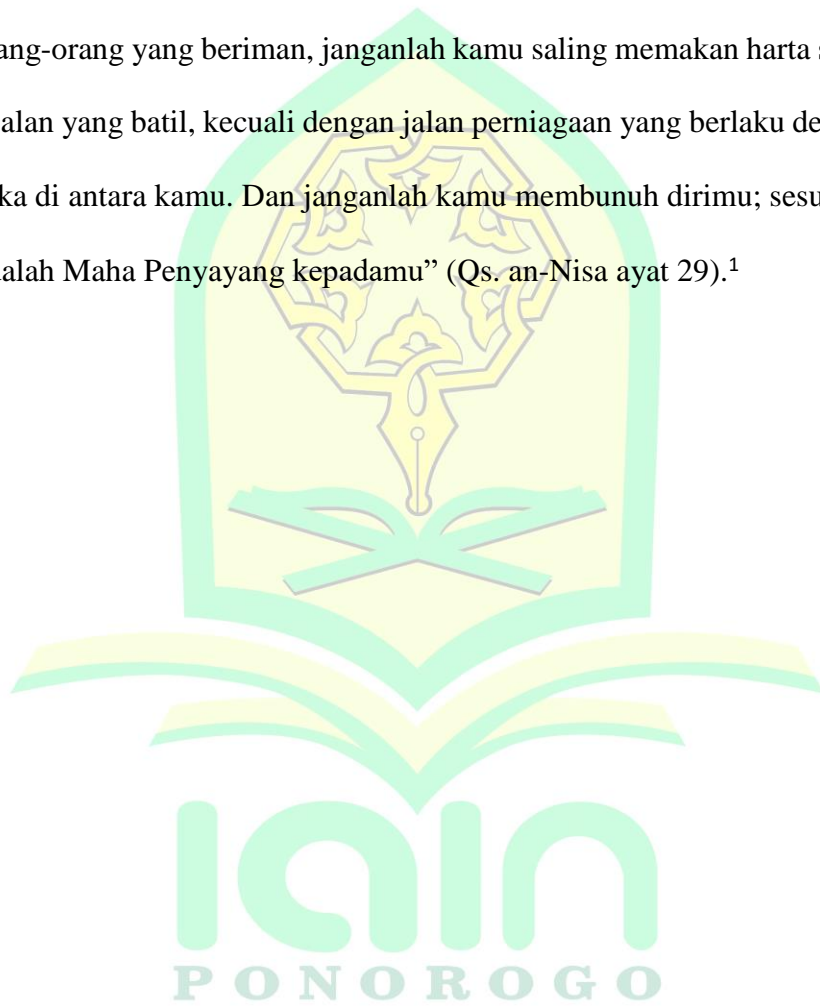 ang-orang yang beriman, janganlah kamu saling memakan harta s
alan yang batil, kecuali dengan jalan perniagaan yang berlaku de
ka di antara kamu. Dan janganlah kamu membunuh dirimu; sesu
alah Maha Penyayang kepadamu” (Qs. an-Nisa ayat 29).¹
iain
PONOROGO